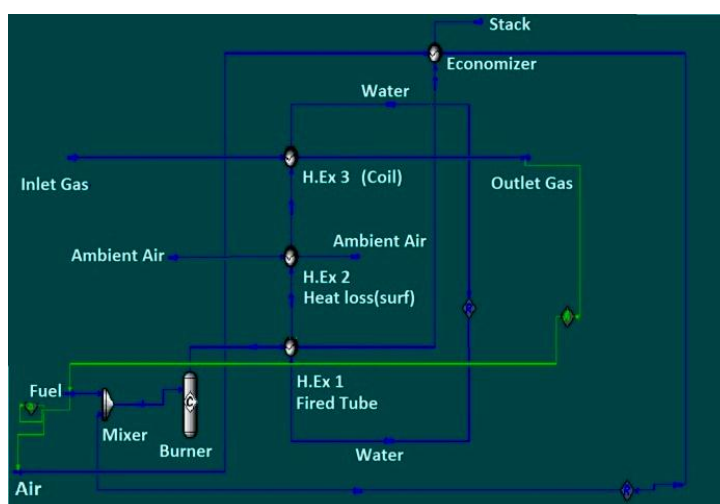 Stack
Economizer
Water
Inlet Gas
H.Ex 3 (Coil)
Outlet Gas
Ambient Air
Ambient Air
H.Ex 2
Heat loss(surf)
H.Ex 1
Fired Tube
Fuel
Mixer
C
Burner
Water
Air
R